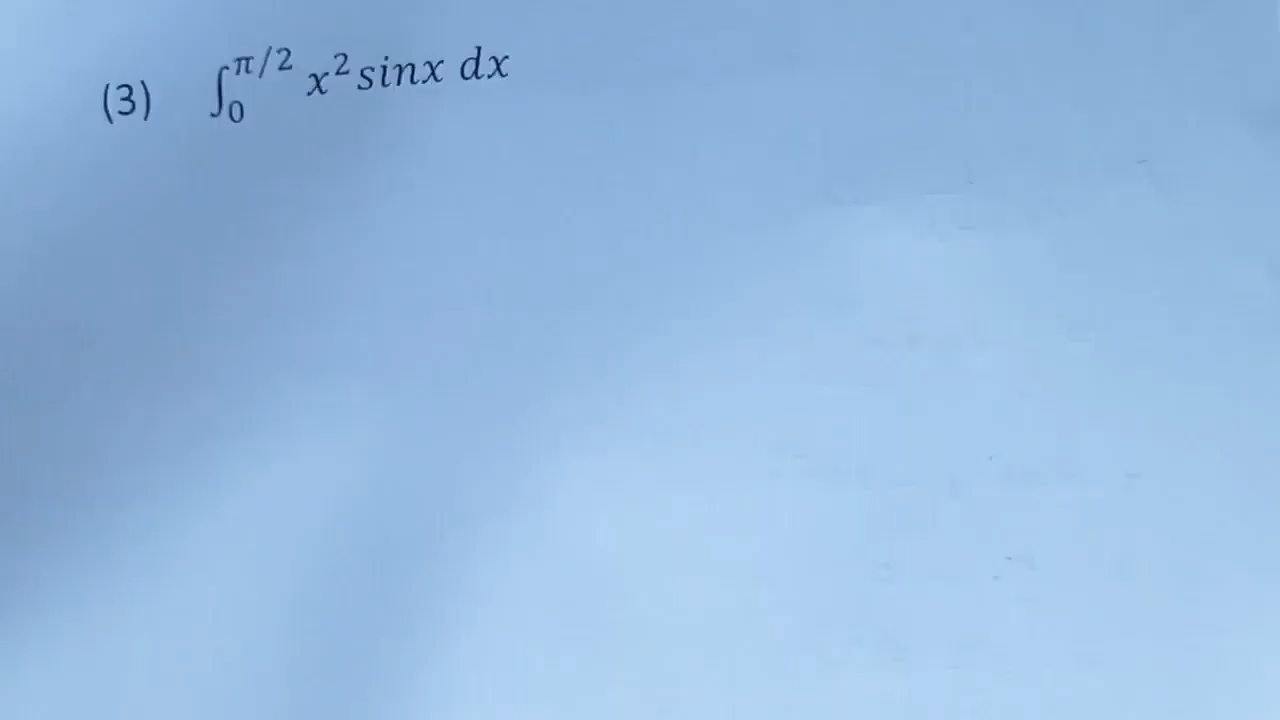 (3) ∫₀^π/2 x² sinx dx